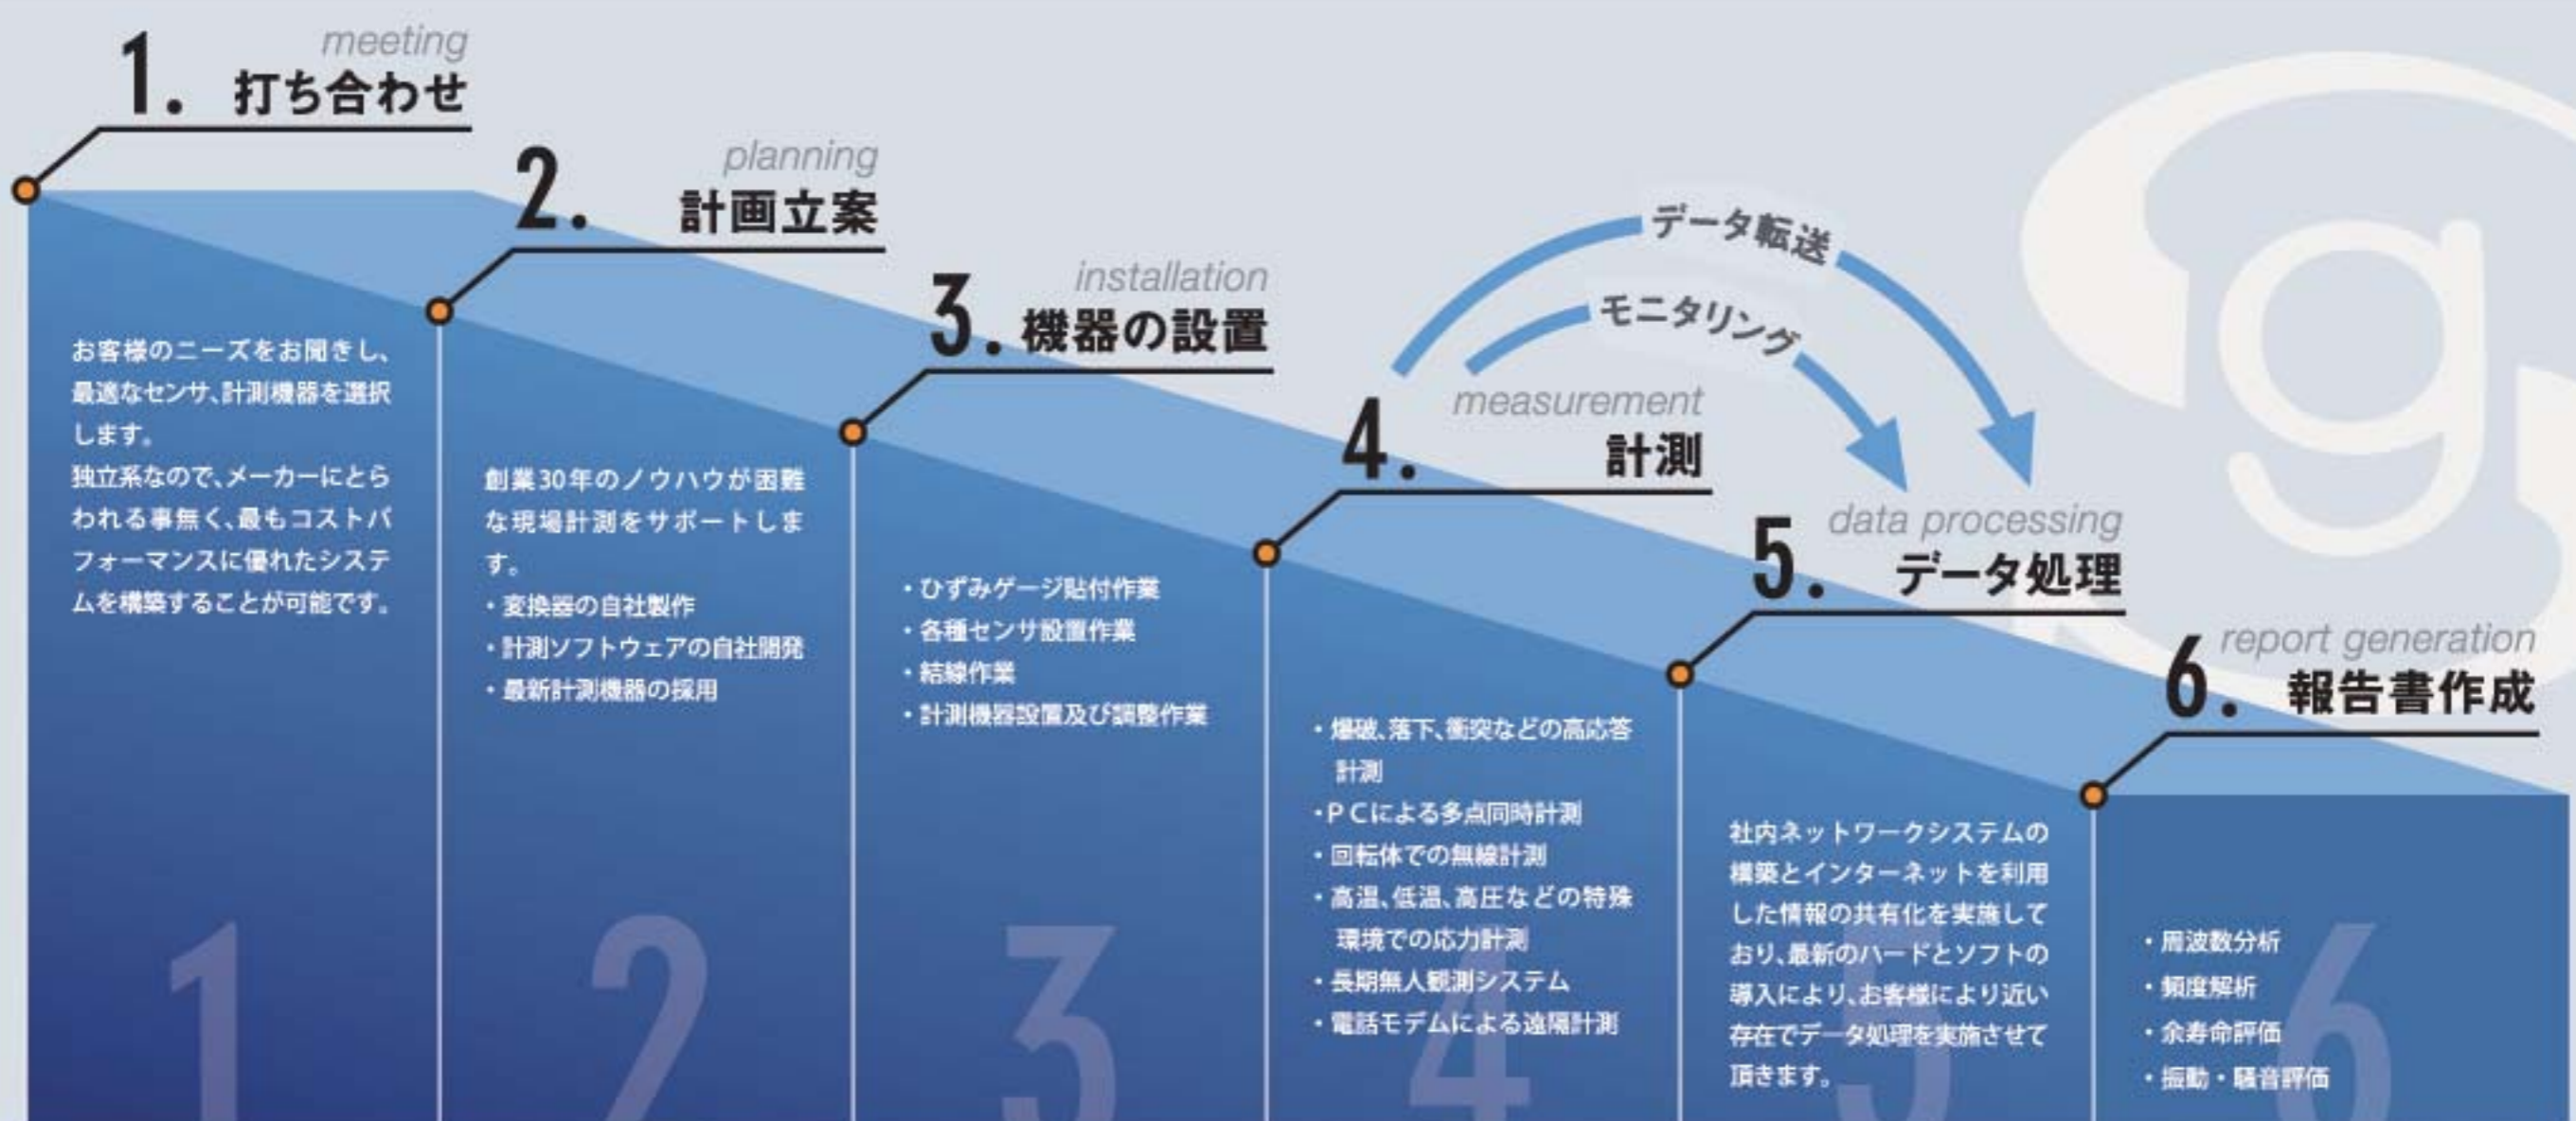 1. meeting
打ち合わせ
お客様のニーズをお聞きし、
最適なセンサ、計測機器を選択
します。
独立系なので、メーカーにとら
われる事無く、最もコストパ
フォーマンスに優れたシステ
ムを構築することが可能です。
1
2. planning
計画立案
創業30年のノウハウが困難
な現場計測をサポートしま
す。
・変換器の自社製作
・計測ソフトウェアの自社開発
・最新計測機器の採用
2
3. installation
機器の設置
・ひずみゲージ貼付作業
・各種センサ設置作業
・結線作業
・計測機器設置及び調整作業
3
データ転送
モニタリング
4. measurement
計測
・爆破、落下、衝突などの高応答
計測
・PCによる多点同時計測
・回転体での無線計測
・高温、低温、高圧などの特殊
環境での応力計測
・長期無人観測システム
・電話モデムによる遠隔計測
4
5. data processing
データ処理
社内ネットワークシステムの
構築とインターネットを利用
した情報の共有化を実施して
おり、最新のハードとソフトの
導入により、お客様により近い
存在でデータ処理を実施させて
頂きます。
5
6. report generation
報告書作成
・周波数分析
・頻度解析
・余寿命評価
・振動・騒音評価
6
g